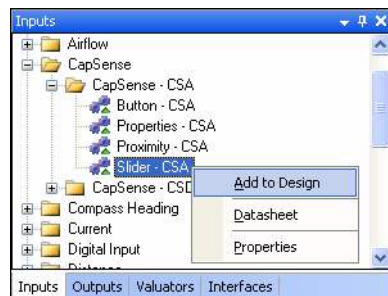 Inputs
Airflow
CapSense
CapSense - CSA
Button - CSA
Properties - CSA
Proximity - CSA
Slider - CSA
Add to Design
CapSense - CSD
Datasheet
Compass Heading
Current
Properties
Digital Input
Distance
Inputs Outputs Valuators Interfaces